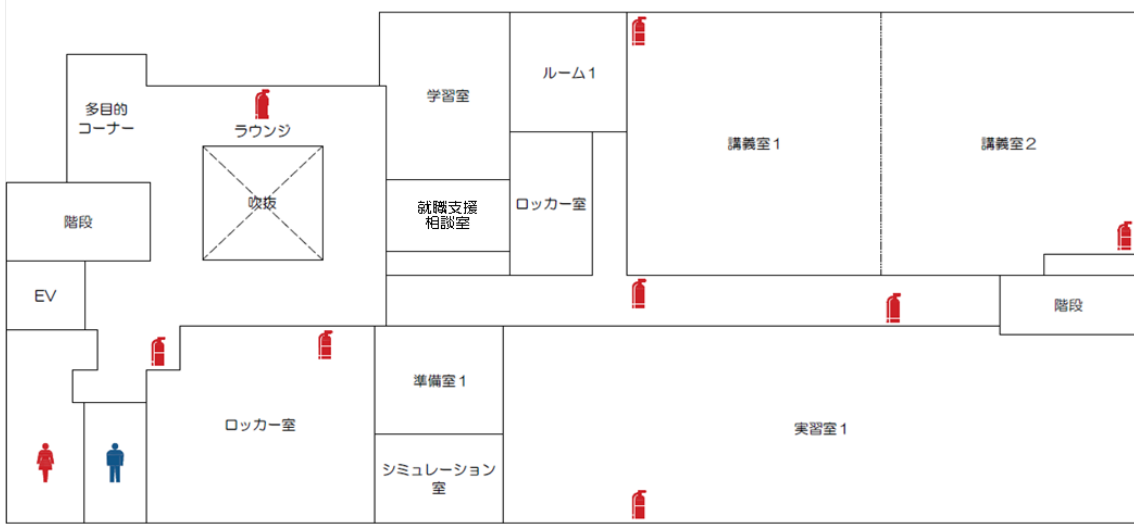 学習室
ルーム1
多目的
コーナー
ラウンジ
講義室1
講義室2
吹抜
就職支援
相談室
ロッカー室
階段
EV
階段
準備室1
ロッカー室
実習室1
シミュレーション
室